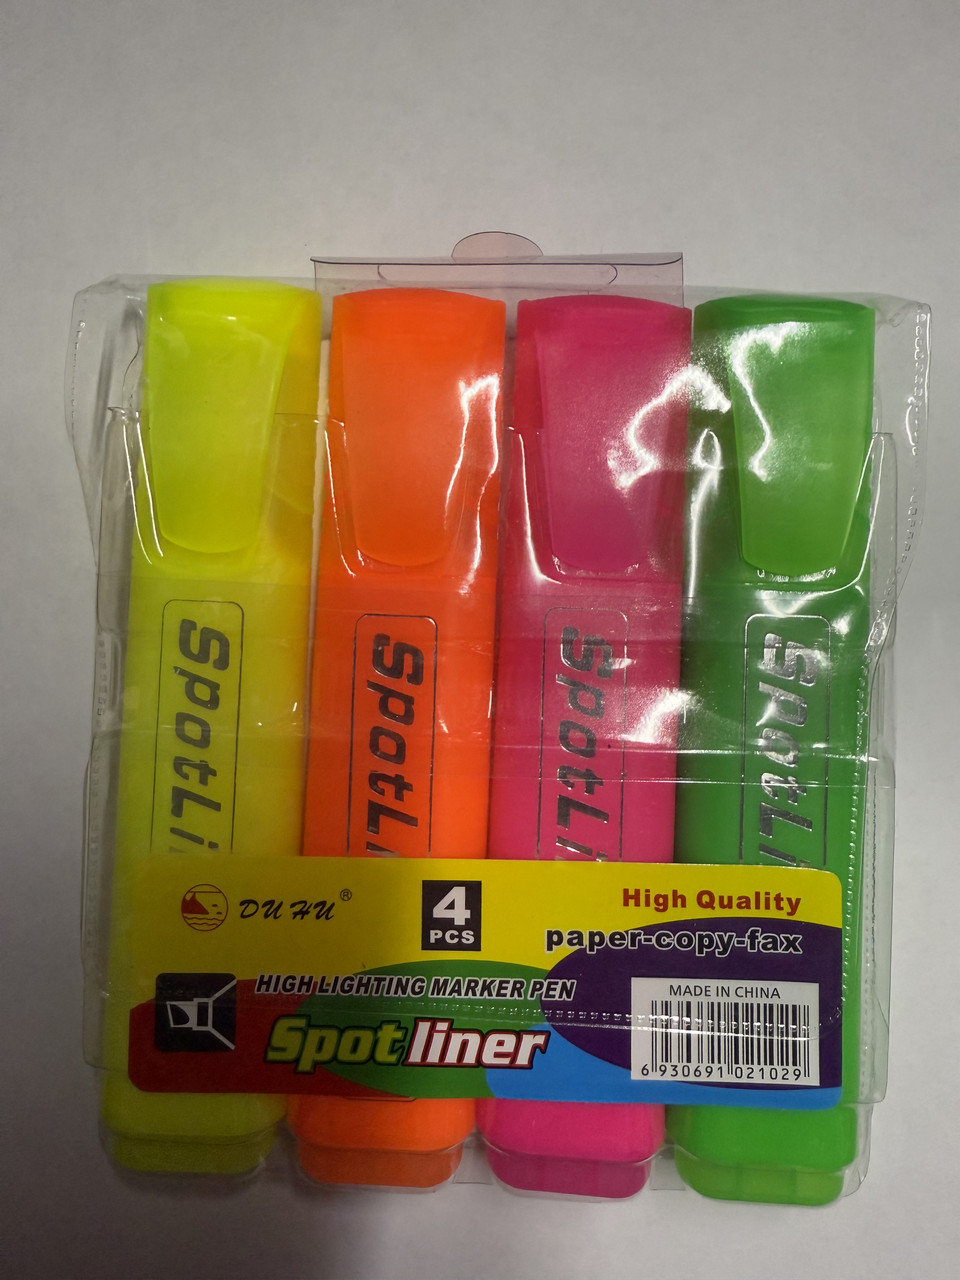 SpotLi
SpotLi
SpotLi
SpotLi
DU HU ®
4
PCS
High Quality
paper-copy-fax
HIGH LIGHTING MARKER PEN
Spotliner
MADE IN CHINA
6 930691 021029